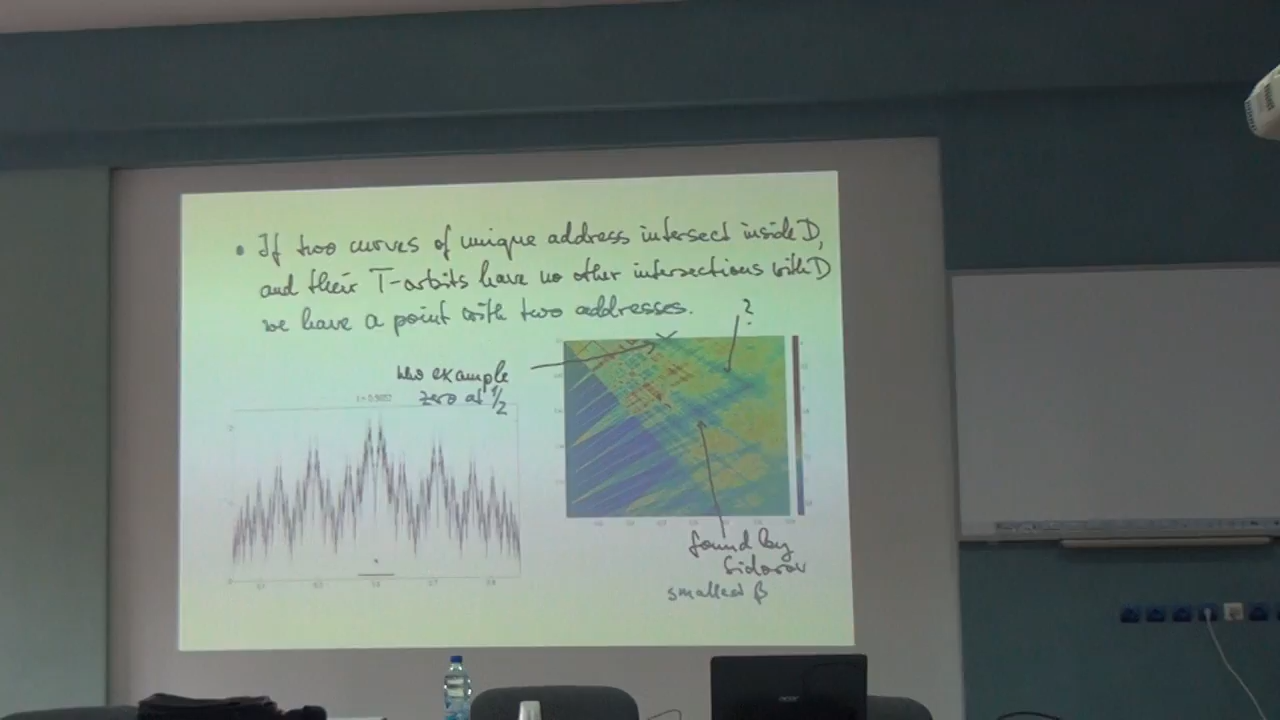 • If two curves of unique address intersect inside D,
and their T-orbits have no other intersections with D
we have a point with two addresses.
?
example
zero at 1/2
found by
Sidorov
smallest β
acer